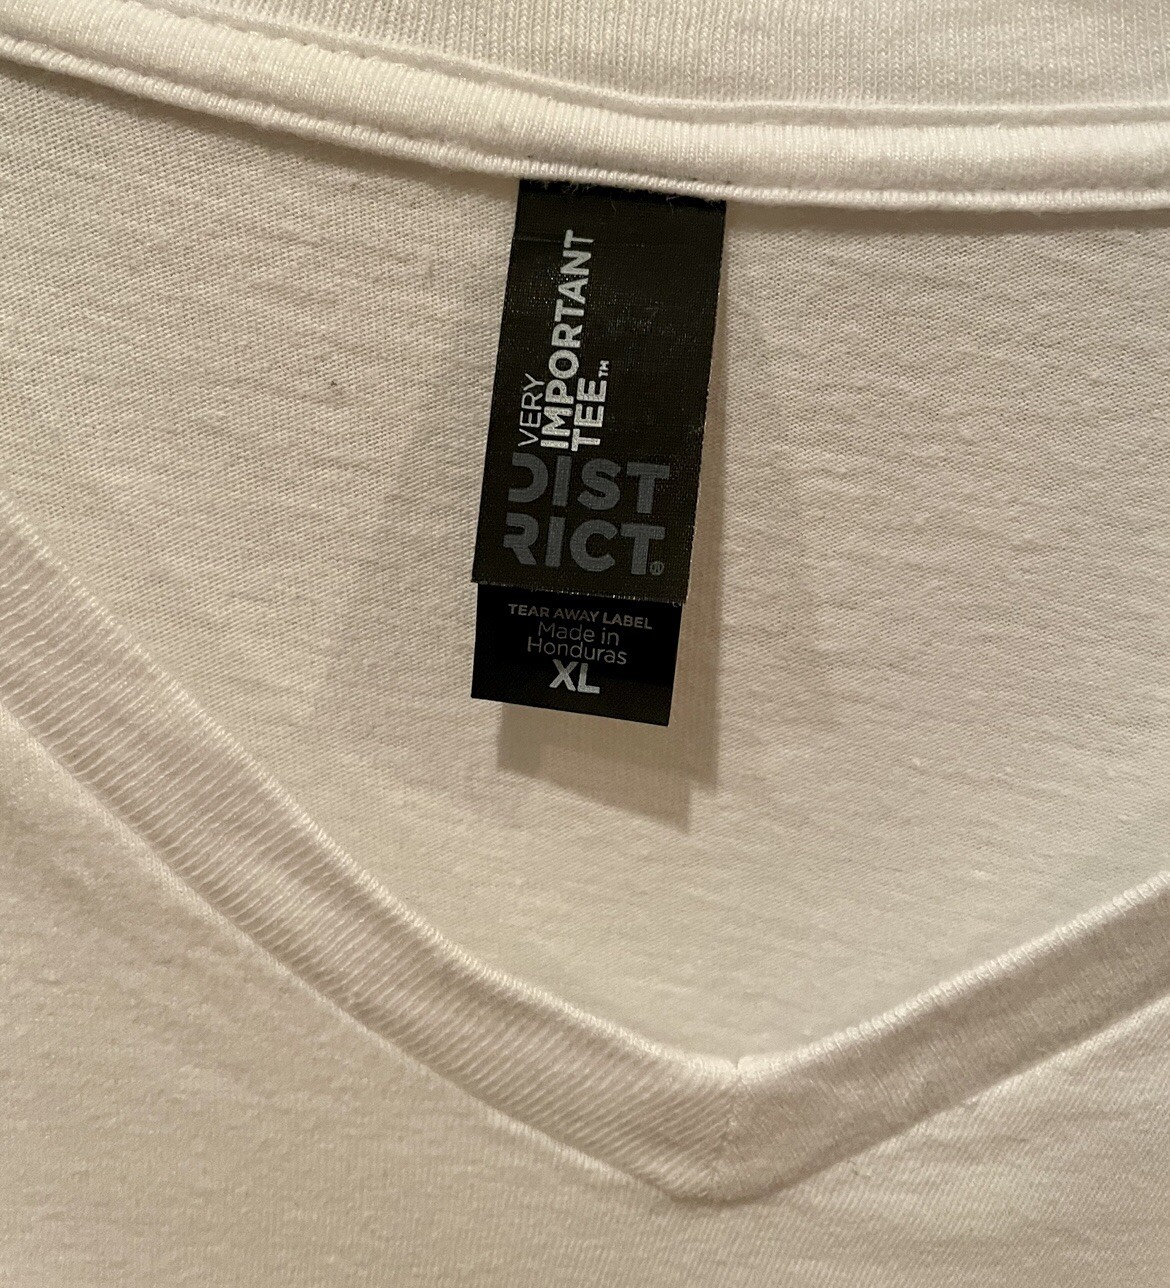 VERY
IMPORTANT
TEE™
DIST
RICT®
TEAR AWAY LABEL
Made in
Honduras
XL